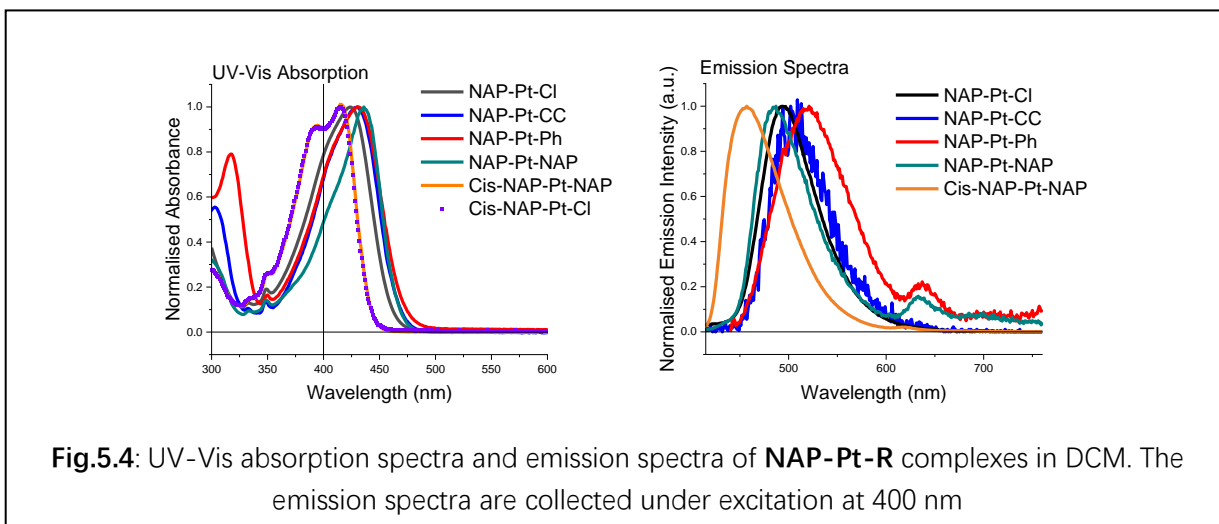 UV-Vis Absorption
NAP-Pt-Cl
NAP-Pt-CC
NAP-Pt-Ph
NAP-Pt-NAP
Cis-NAP-Pt-NAP
Cis-NAP-Pt-Cl
Normalised Absorbance
1.0
0.8
0.6
0.4
0.2
0.0
300 350 400 450 500 550 600
Wavelength (nm)
Emission Spectra
NAP-Pt-Cl
NAP-Pt-CC
NAP-Pt-Ph
NAP-Pt-NAP
Cis-NAP-Pt-NAP
Normalised Emission Intensity (a.u.)
1.0
0.8
0.6
0.4
0.2
0.0
500 600 700
Wavelength (nm)
Fig.5.4: UV-Vis absorption spectra and emission spectra of NAP-Pt-R complexes in DCM. The
emission spectra are collected under excitation at 400 nm